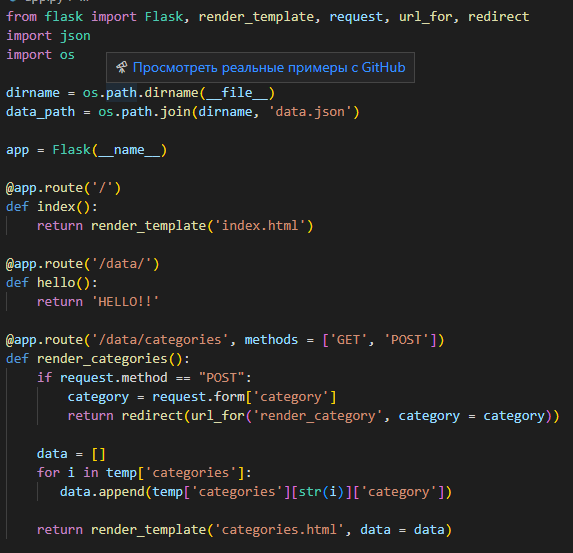 from flask import Flask, render_template, request, url_for, redirect
import json
import os
Просмотреть реальные примеры с GitHub
dirname = os.path.dirname(__file__)
data_path = os.path.join(dirname, 'data.json')
app = Flask(__name__)
@app.route('/')
def index():
return render_template('index.html')
@app.route('/data/')
def hello():
return 'HELLO!!'
@app.route('/data/categories', methods = ['GET', 'POST'])
def render_categories():
if request.method == "POST":
category = request.form['category']
return redirect(url_for('render_category', category = category))
data = []
for i in temp['categories']:
data.append(temp['categories'][str(i)]['category'])
return render_template('categories.html', data = data)